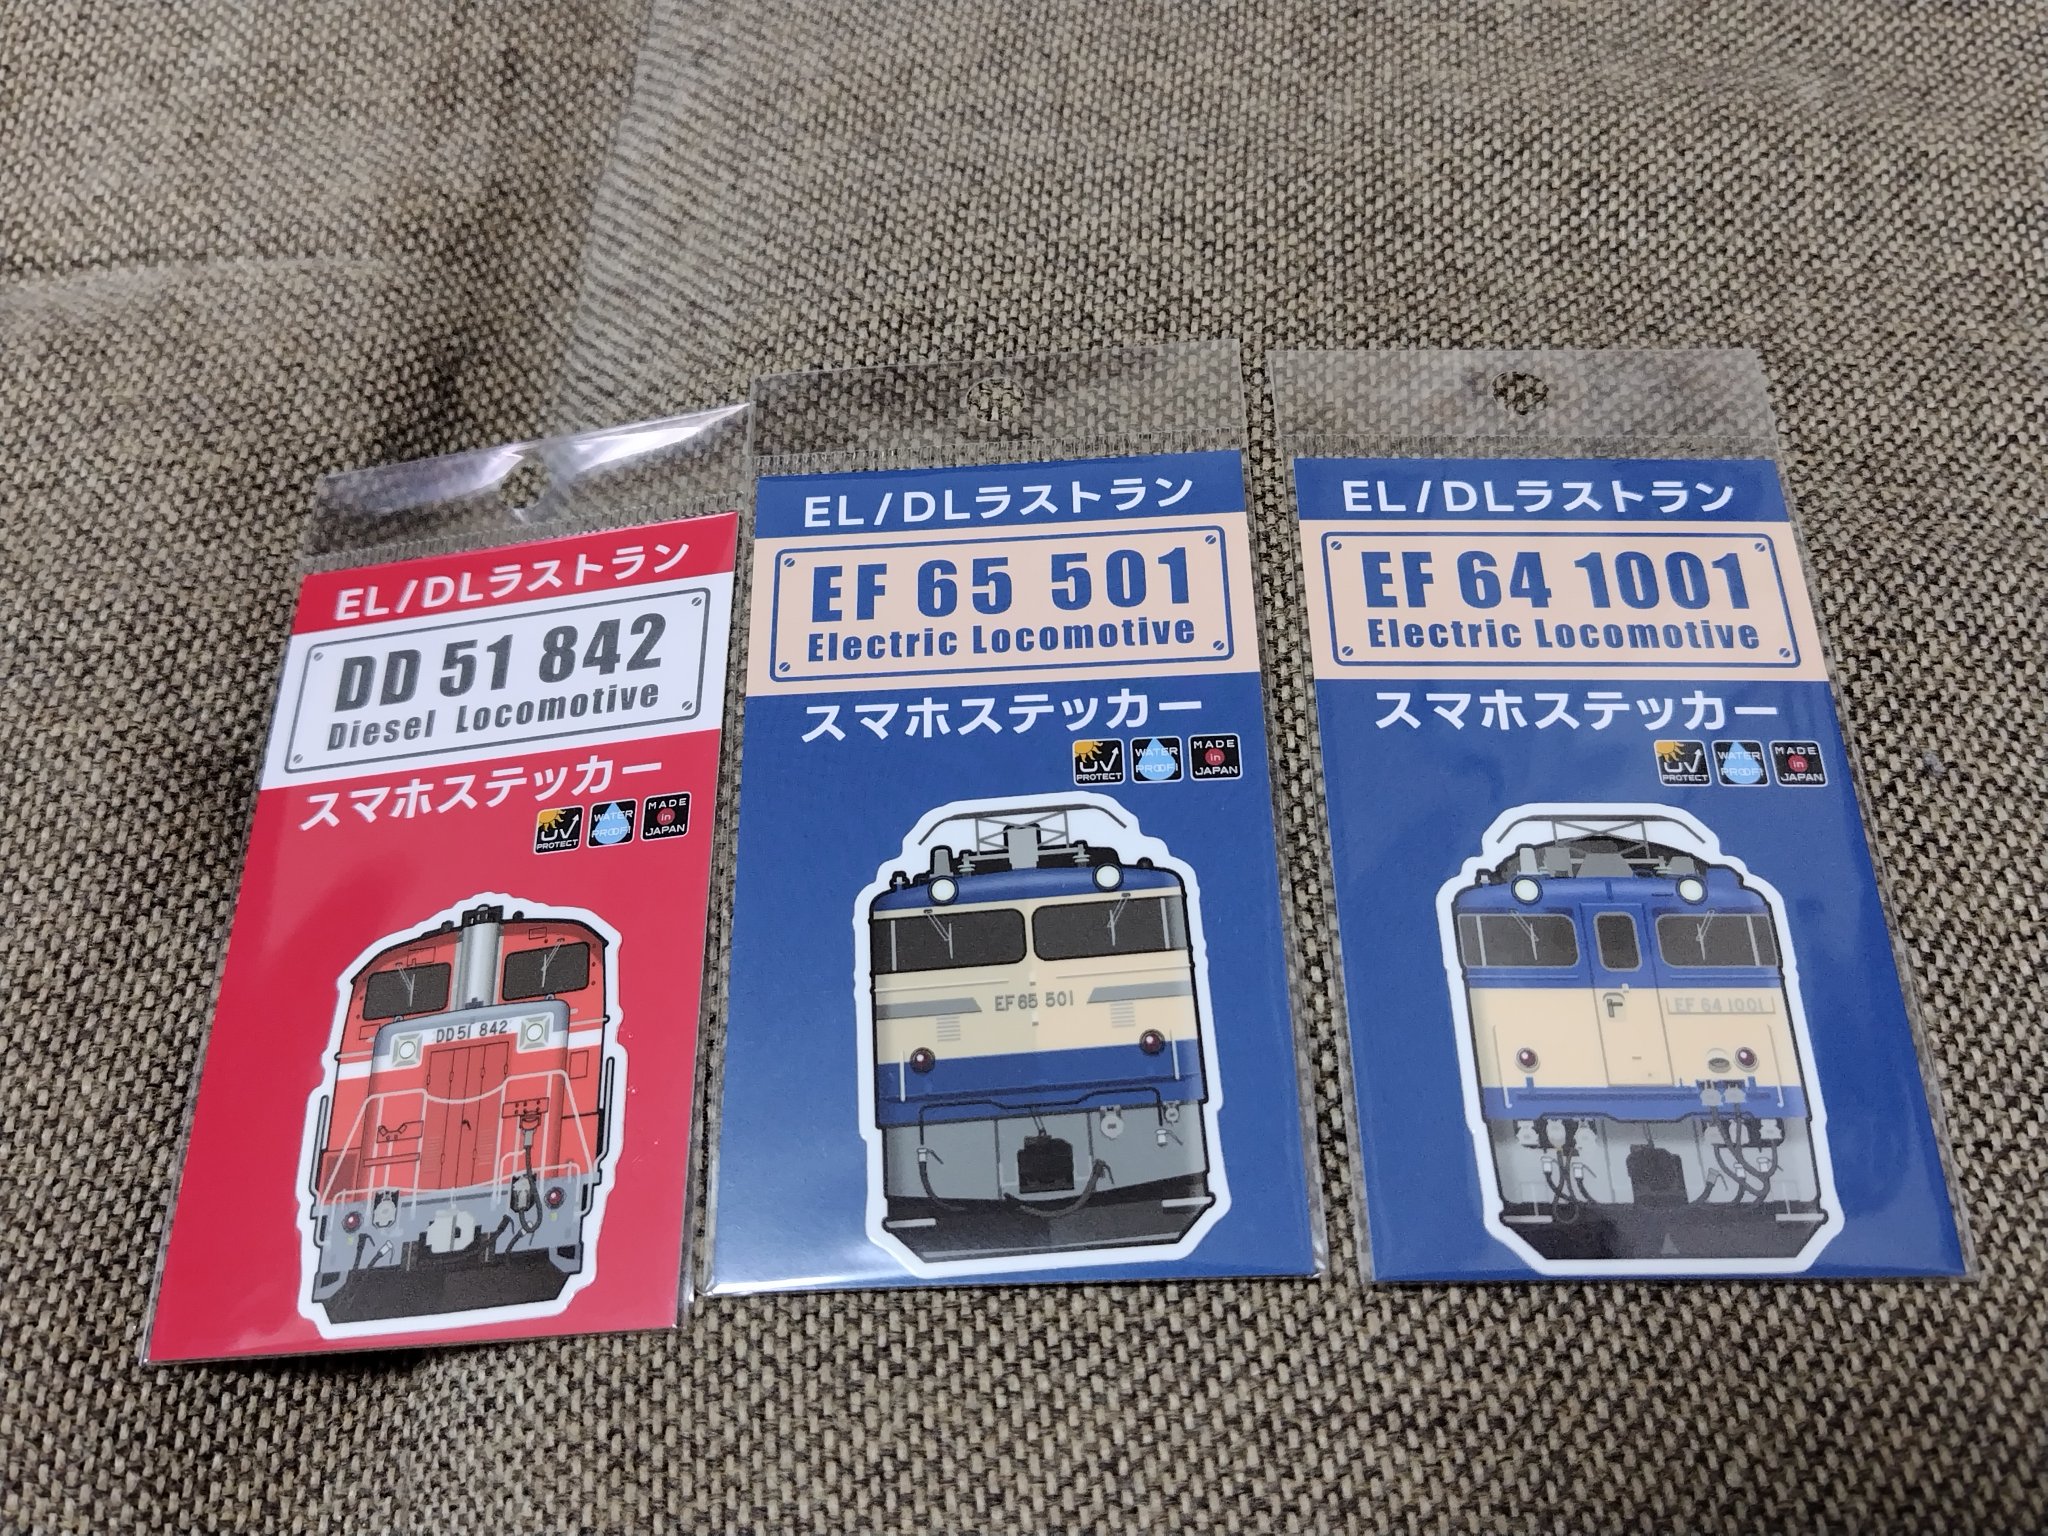 EL/DLラストラン
DD 51 842
Diesel Locomotive
スマホステッカー
UV
PROTECT
WATER
PROOF!
MADE
in
JAPAN
DD51 842
EL/DLラストラン
EF 65 501
Electric Locomotive
スマホステッカー
UV
PROTECT
WATER
PROOF!
MADE
in
JAPAN
EF65 501
EL/DLラストラン
EF 64 1001
Electric Locomotive
スマホステッカー
UV
PROTECT
WATER
PROOF!
MADE
in
JAPAN
EF 64 1001